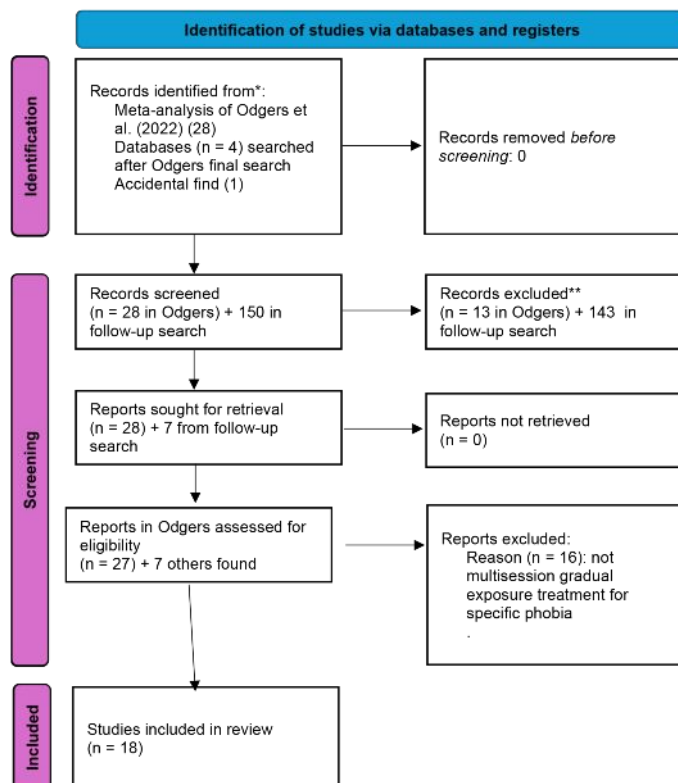 Identification of studies via databases and registers
Identification
Records identified from*:
Meta-analysis of Odgers et
al. (2022) (28)
Databases (n = 4) searched
after Odgers final search
Accidental find (1)
Records removed before
screening: 0
Screening
Records screened
(n = 28 in Odgers) + 150 in
follow-up search
Records excluded**
(n = 13 in Odgers) + 143 in
follow-up search
Reports sought for retrieval
(n = 28) + 7 from follow-up
search
Reports not retrieved
(n = 0)
Reports in Odgers assessed for
eligibility
(n = 27) + 7 others found
Reports excluded:
Reason (n = 16): not
multisession gradual
exposure treatment for
specific phobia
.
Included
Studies included in review
(n = 18)